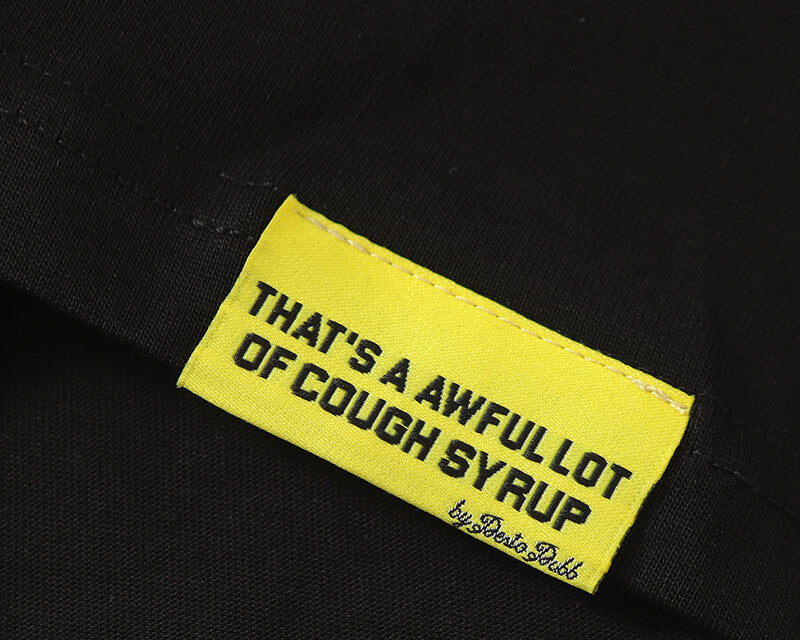 THAT'S A AWFUL LOT
OF COUGH SYRUP
by Desto Dubb